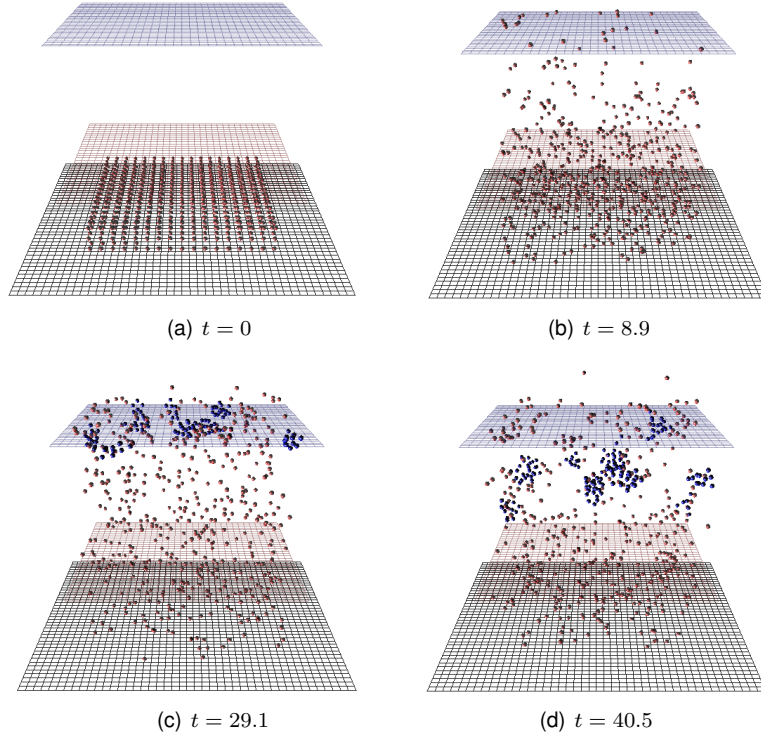 (a) t = 0
(b) t = 8.9
(c) t = 29.1
(d) t = 40.5